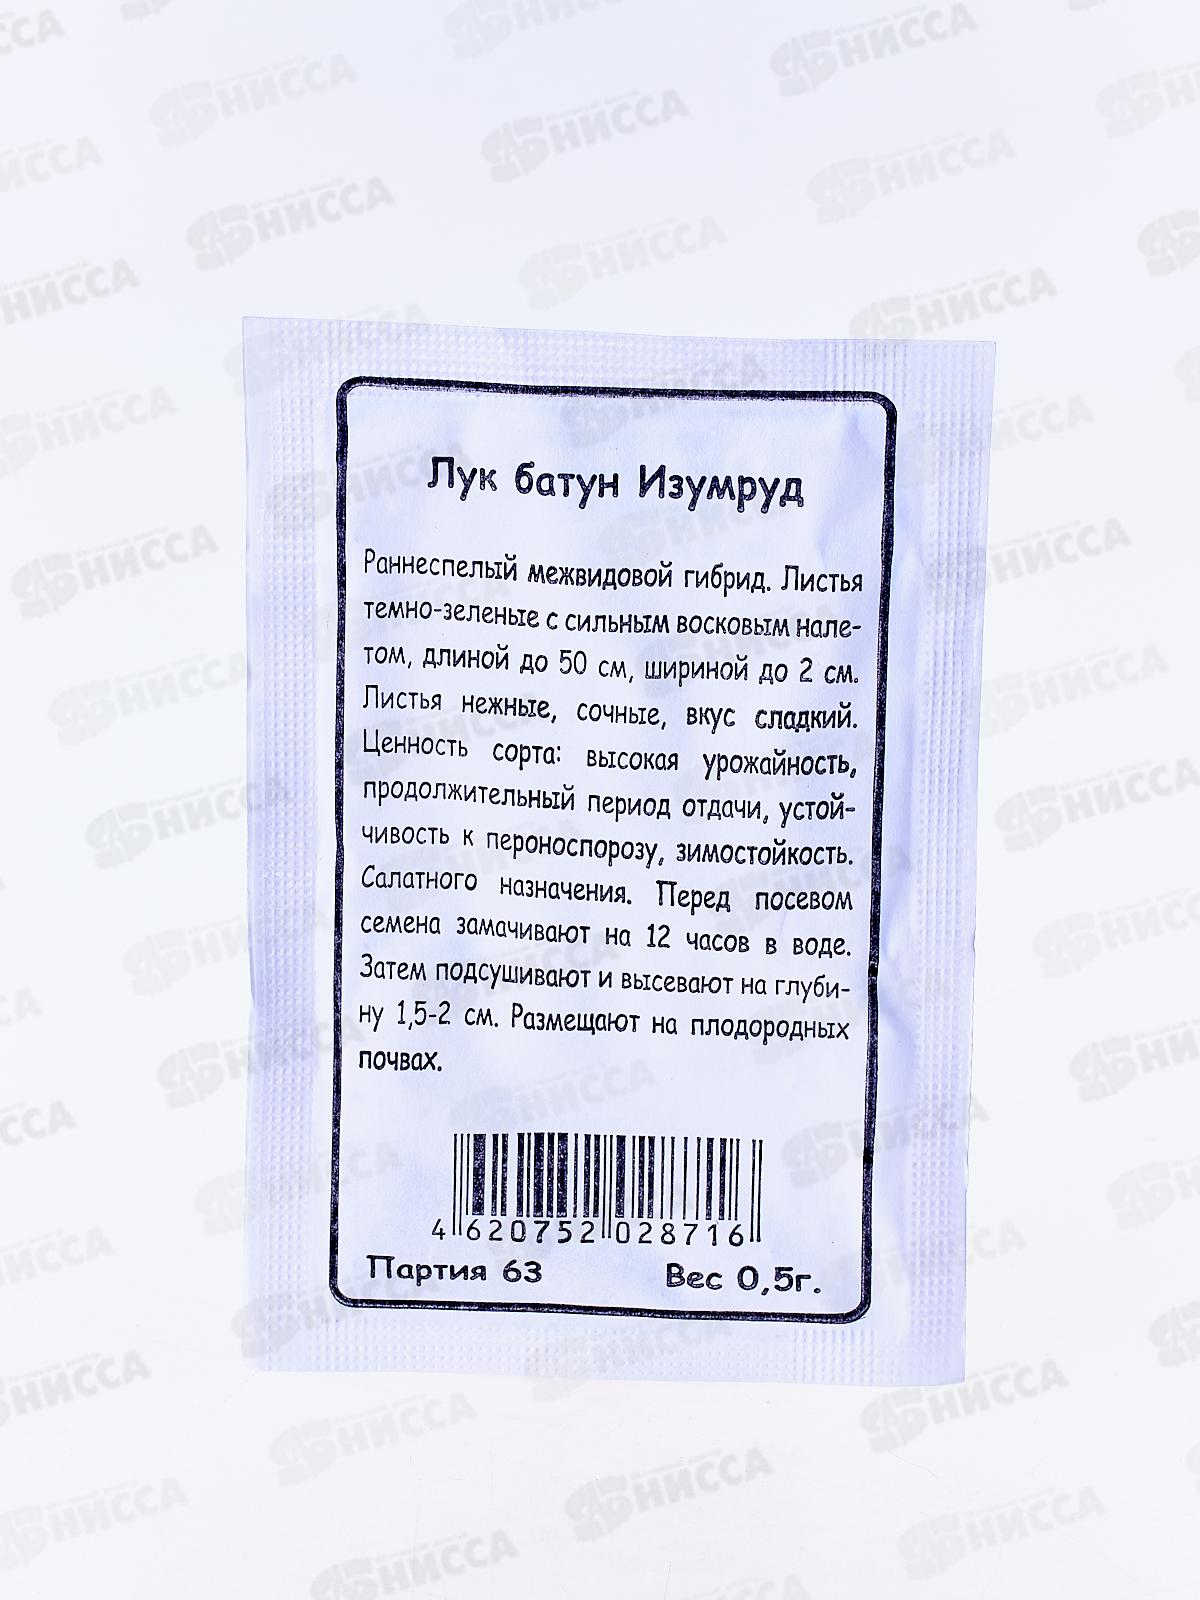 Лук батун Изумруд
Раннеспелый межвидовой гибрид. Листья
темно-зеленые с сильным восковым нале-
том, длиной до 50 см, шириной до 2 см.
Листья нежные, сочные, вкус сладкий.
Ценность сорта: высокая урожайность,
продолжительный период отдачи, устой-
чивость к пероноспорозу, зимостойкость.
Салатного назначения. Перед посевом
семена замачивают на 12 часов в воде.
Затем подсушивают и высевают на глуби-
ну 1,5-2 см. Размещают на плодородных
почвах.
4 620752 028716
Партия 63 Вес 0,5г.